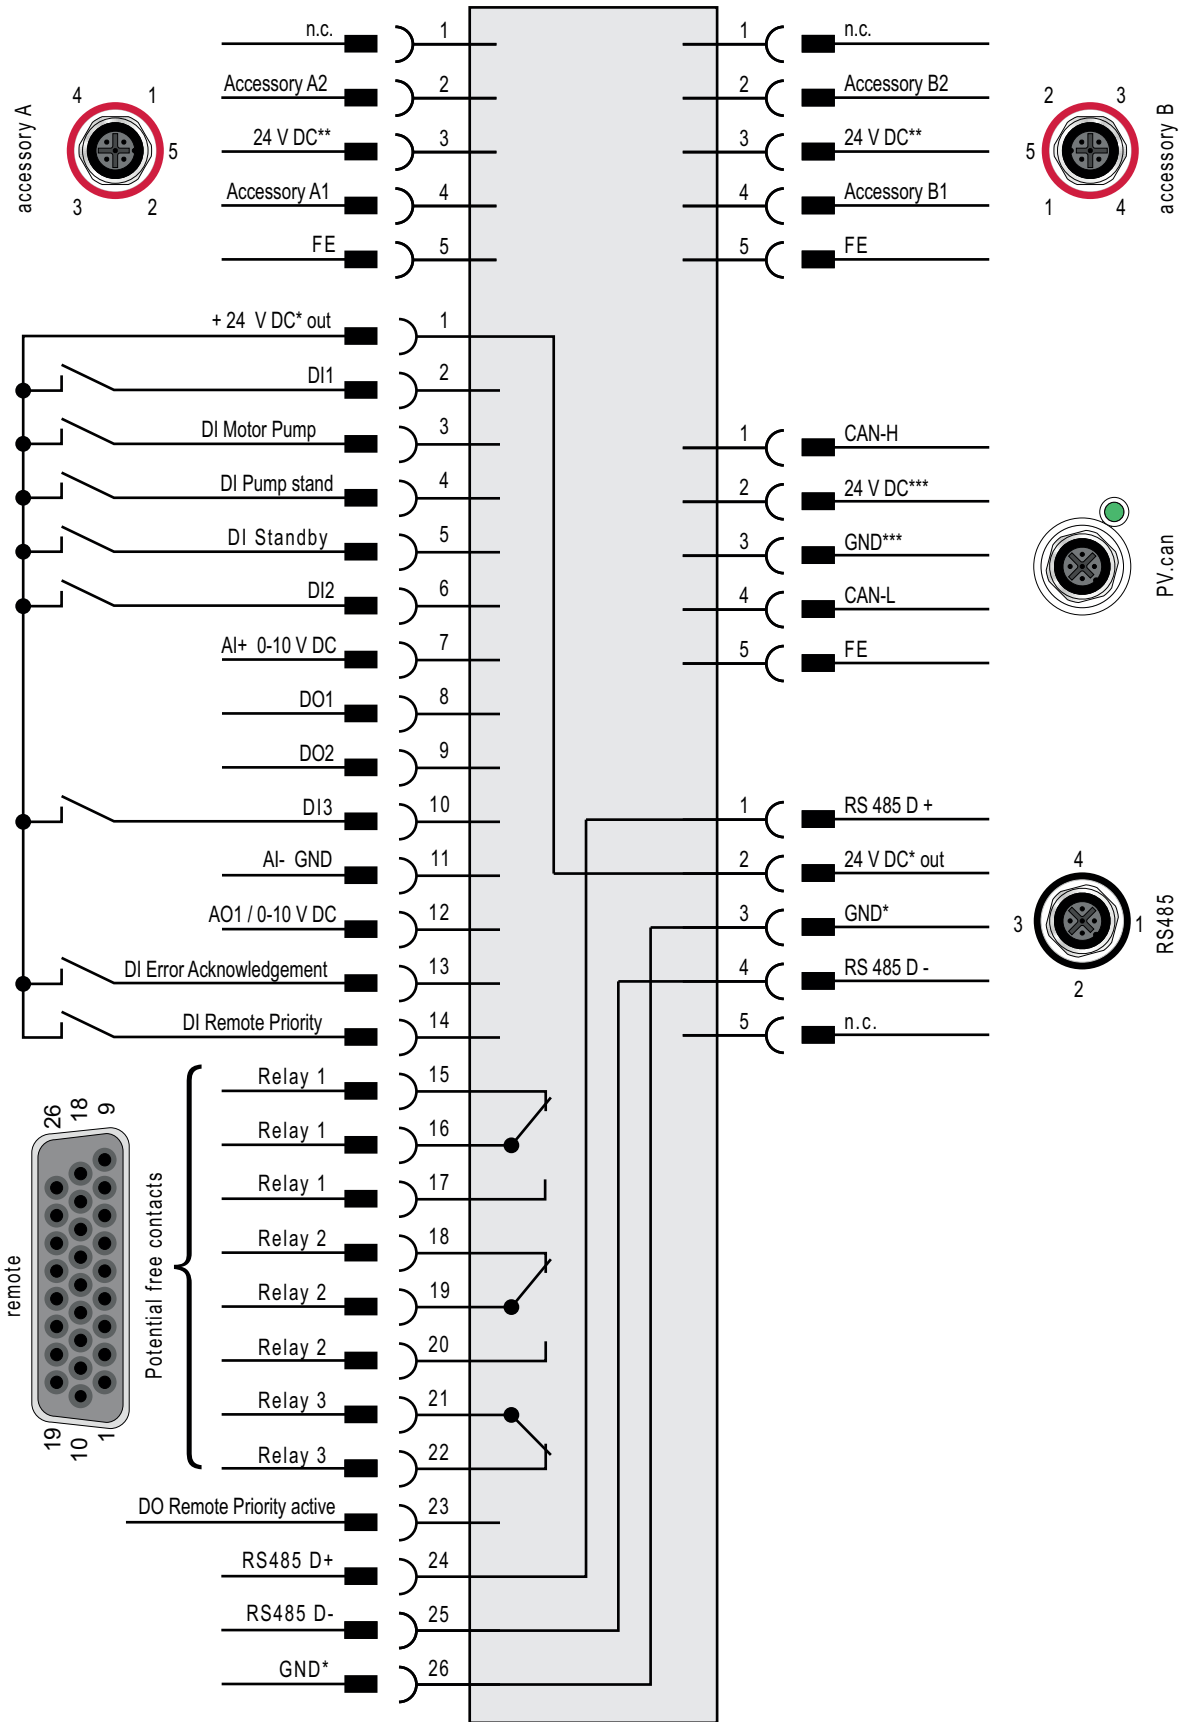 accessory A
4 1
5
3 2
n.c. 1
Accessory A2 2
24 V DC** 3
Accessory A1 4
FE 5
1 n.c.
2 Accessory B2
3 24 V DC**
4 Accessory B1
5 FE
2 3
5
1 4
accessory B
+ 24 V DC* out 1
DI1 2
DI Motor Pump 3
DI Pump stand 4
DI Standby 5
DI2 6
AI+ 0-10 V DC 7
DO1 8
DO2 9
DI3 10
AI- GND 11
AO1 / 0-10 V DC 12
DI Error Acknowledgement 13
DI Remote Priority 14
Relay 1 15
Relay 1 16
Relay 1 17
Relay 2 18
Relay 2 19
Relay 2 20
Relay 3 21
Relay 3 22
DO Remote Priority active 23
RS485 D+ 24
RS485 D- 25
GND* 26
Potential free contacts
remote
26 18 9
19 10 1
1 CAN-H
2 24 V DC***
3 GND***
4 CAN-L
5 FE
PV.can
1 RS 485 D +
2 24 V DC* out
3 GND*
4 RS 485 D -
5 n.c.
4
3 1
2
RS485